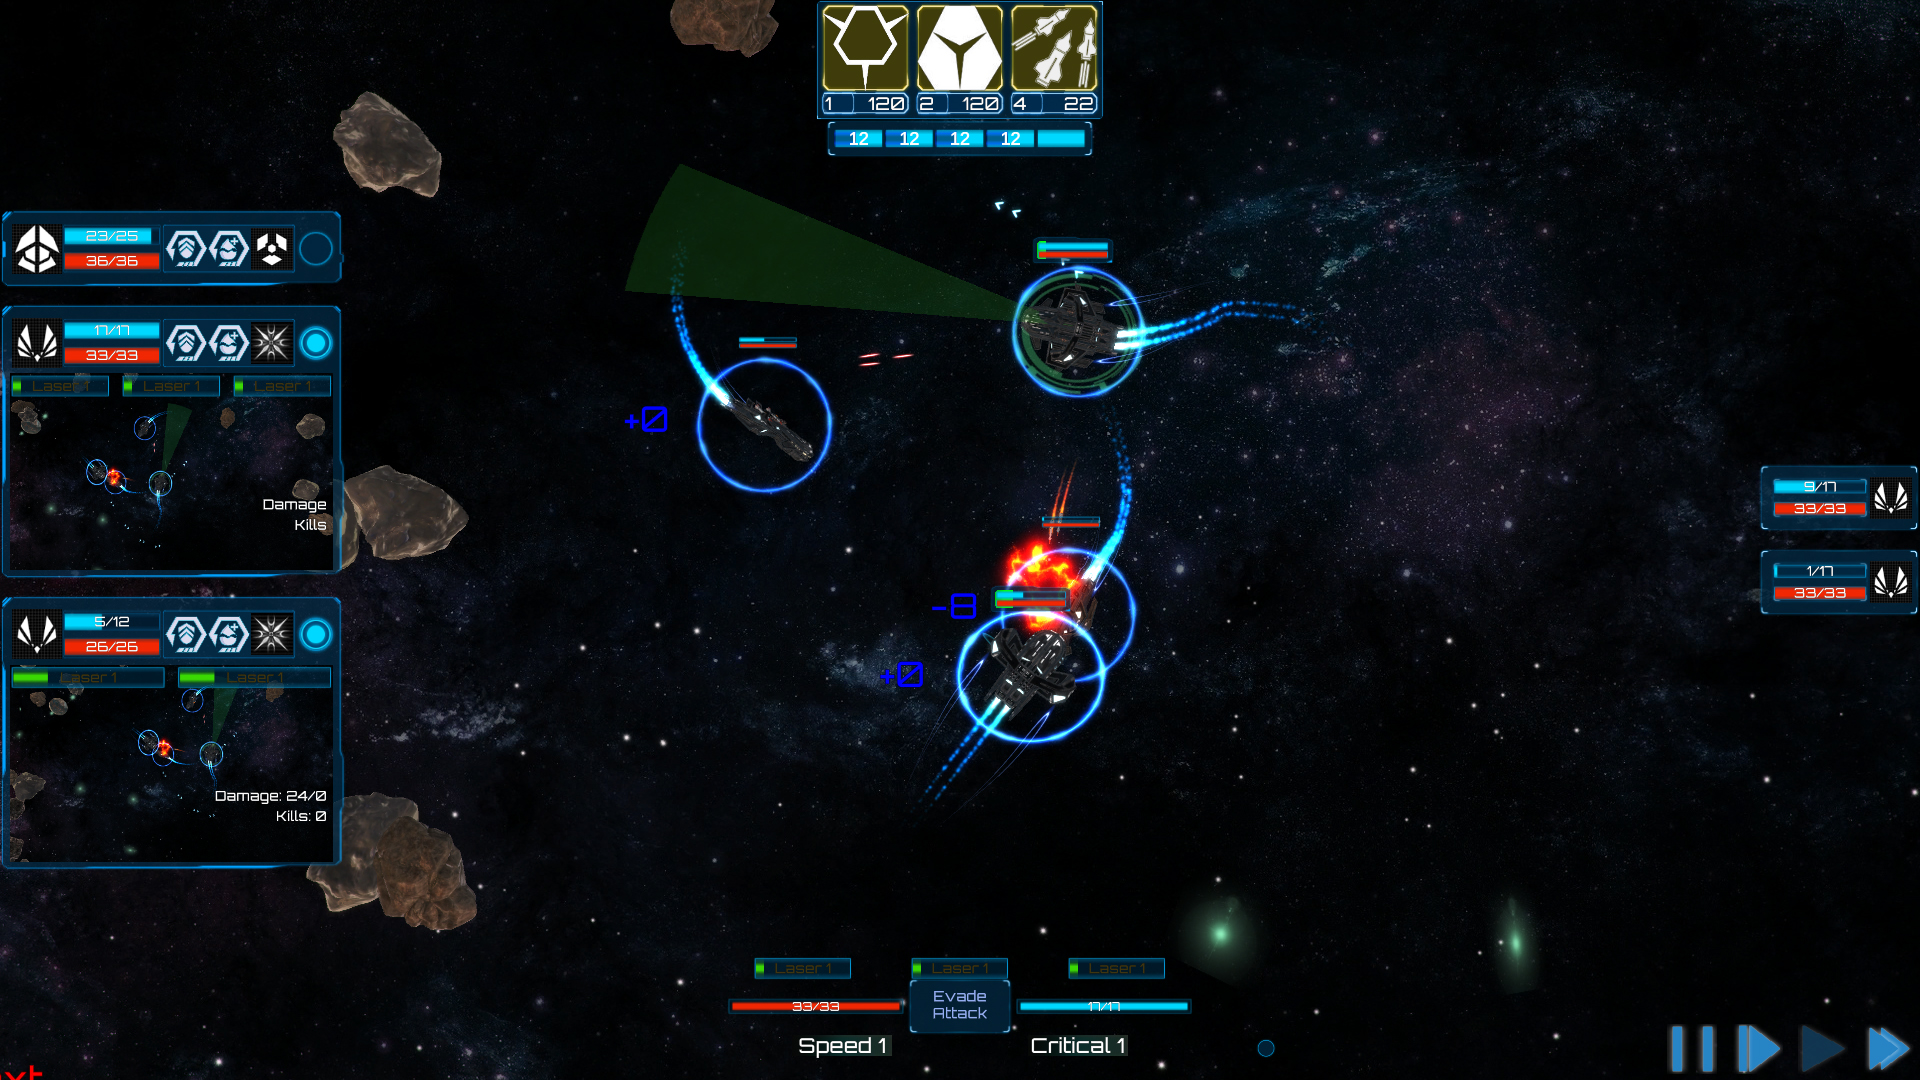 1 120 2 120 4 22
12 12 12 12
23/25
36/36
17/17
33/33
Laser 1 Laser 1 Laser 1
Damage
Kills
5/12
26/26
Laser 1 Laser 1
Damage: 24/0
Kills: 0
+0
-8
+0
9/17
33/33
1/17
33/33
Laser 1 Laser 1 Laser 1
33/33 Evade Attack 17/17
Speed 1 Critical 1
xt